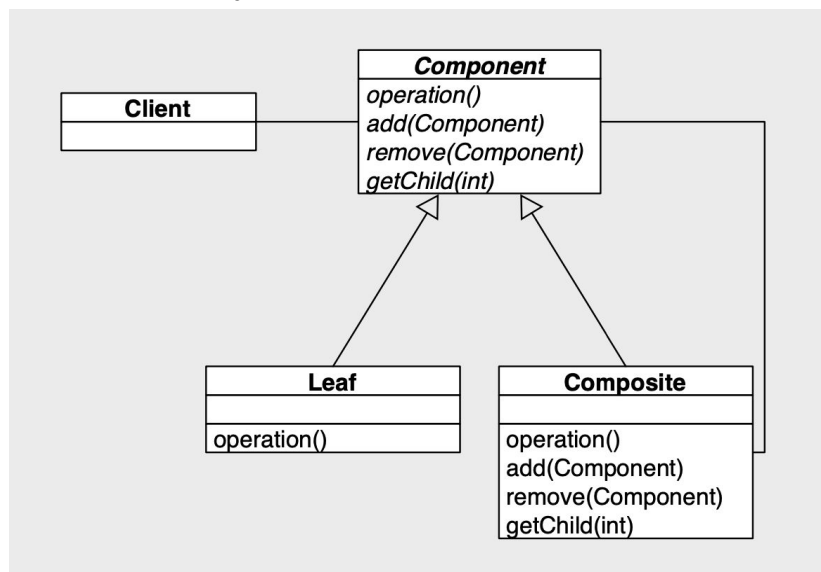 Component
operation()
add(Component)
remove(Component)
getChild(int)
Client
Leaf
operation()
Composite
operation()
add(Component)
remove(Component)
getChild(int)